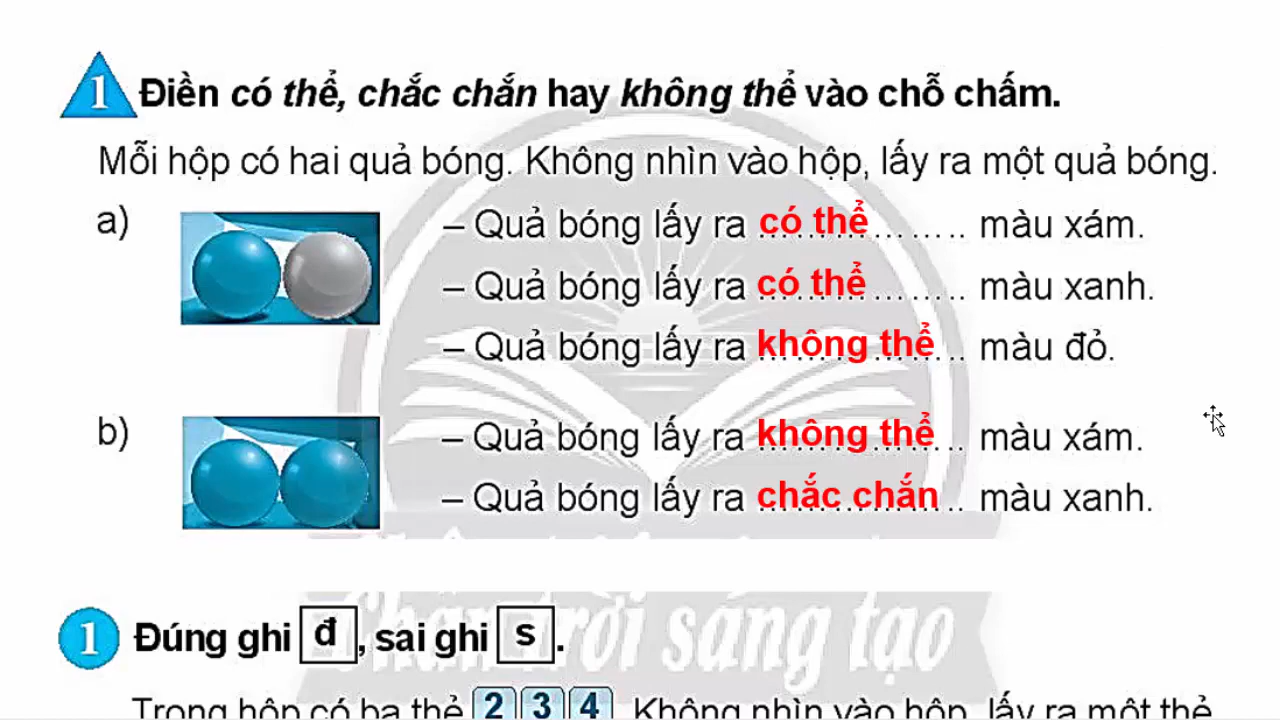 1 Điền có thể, chắc chắn hay không thể vào chỗ chấm.
Mỗi hộp có hai quả bóng. Không nhìn vào hộp, lấy ra một quả bóng.
a) – Quả bóng lấy ra có thể ........ màu xám.
– Quả bóng lấy ra có thể ........ màu xanh.
– Quả bóng lấy ra không thể .. màu đỏ.
b) – Quả bóng lấy ra không thể .. màu xám.
– Quả bóng lấy ra chắc chắn .. màu xanh.
Chân trời sáng tạo
1 Đúng ghi đ , sai ghi s .
Trong hộp có ba thẻ 2 3 4 . Không nhìn vào hộp, lấy ra một thẻ